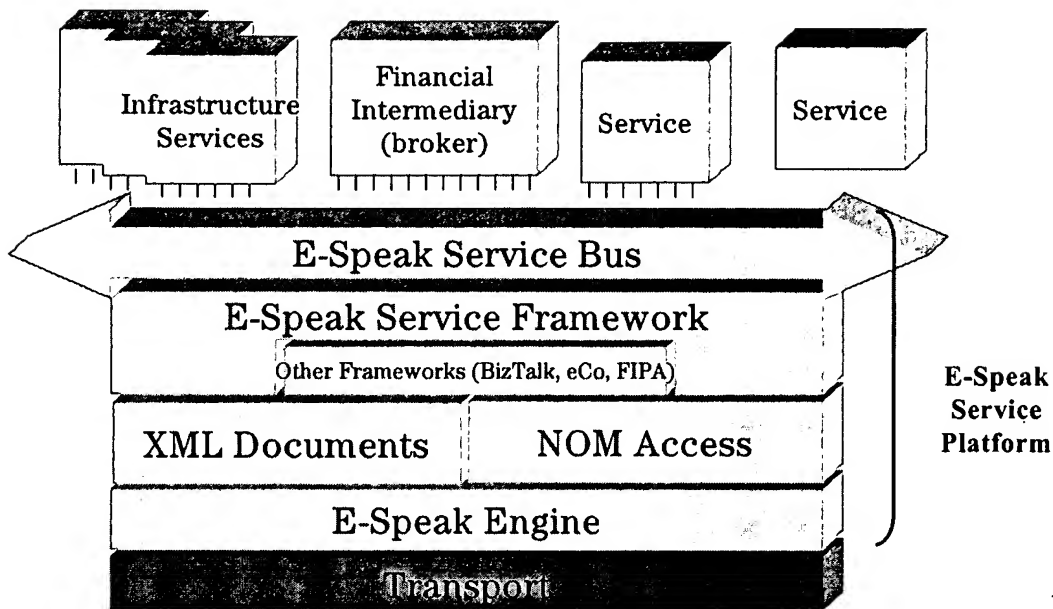 Infrastructure
Services
Financial
Intermediary
(broker)
Service
Service
E-Speak Service Bus
E-Speak Service Framework
Other Frameworks (BizTalk, eCo, FIPA)
XML Documents
NOM Access
E-Speak Engine
Transport
E-Speak
Service
Platform